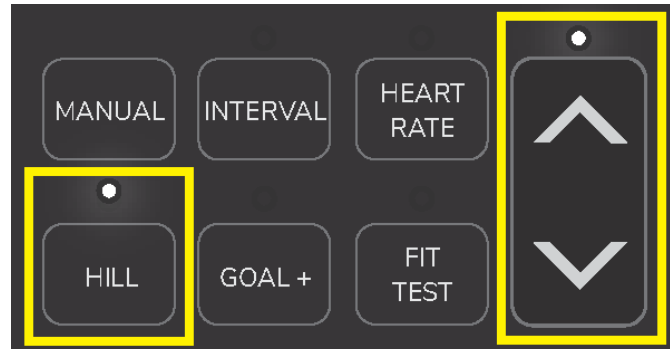 MANUAL
INTERVAL
HEART
RATE
HILL
GOAL +
FIT
TEST